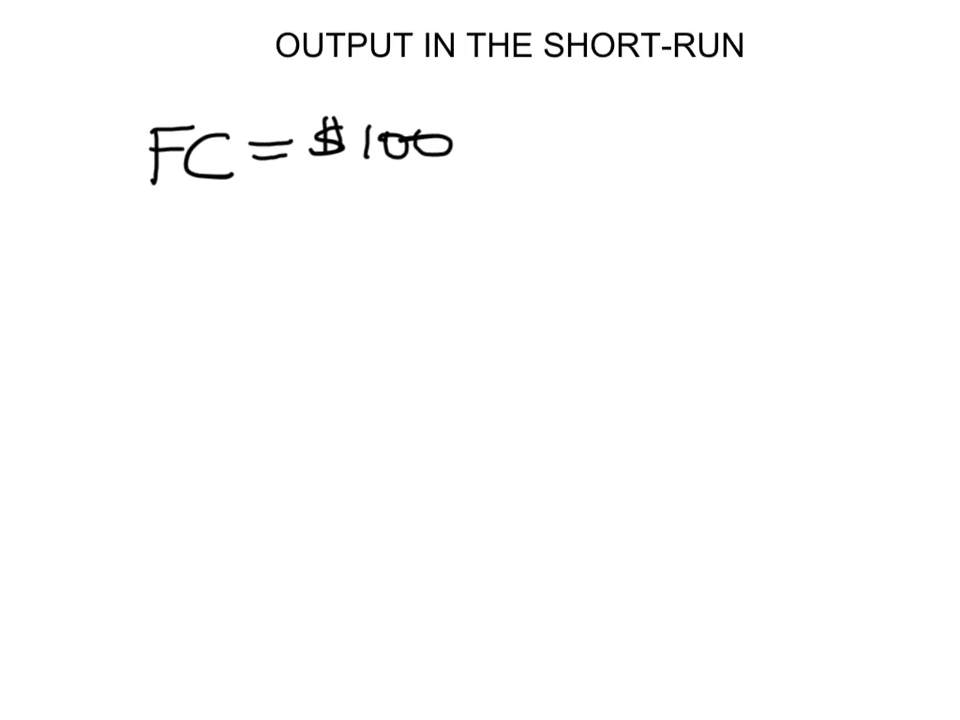 OUTPUT IN THE SHORT-RUN
FC = $100